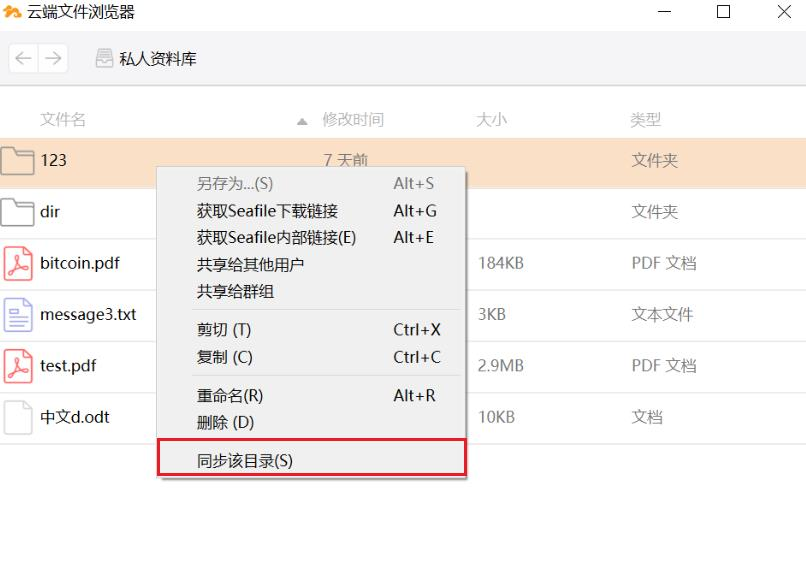 云端文件浏览器
私人资料库
文件名 修改时间 大小 类型
123 7 天前 文件夹
另存为...(S) Alt+S
获取Seafile下载链接 Alt+G
dir 文件夹
获取Seafile内部链接(E) Alt+E
共享给其他用户
bitcoin.pdf 184KB PDF 文档
共享给群组
message3.txt 3KB 文本文件
剪切 (T) Ctrl+X
复制 (C) Ctrl+C
test.pdf 2.9MB PDF 文档
重命名(R) Alt+R
中文d.odt 10KB 文档
删除 (D)
同步该目录(S)